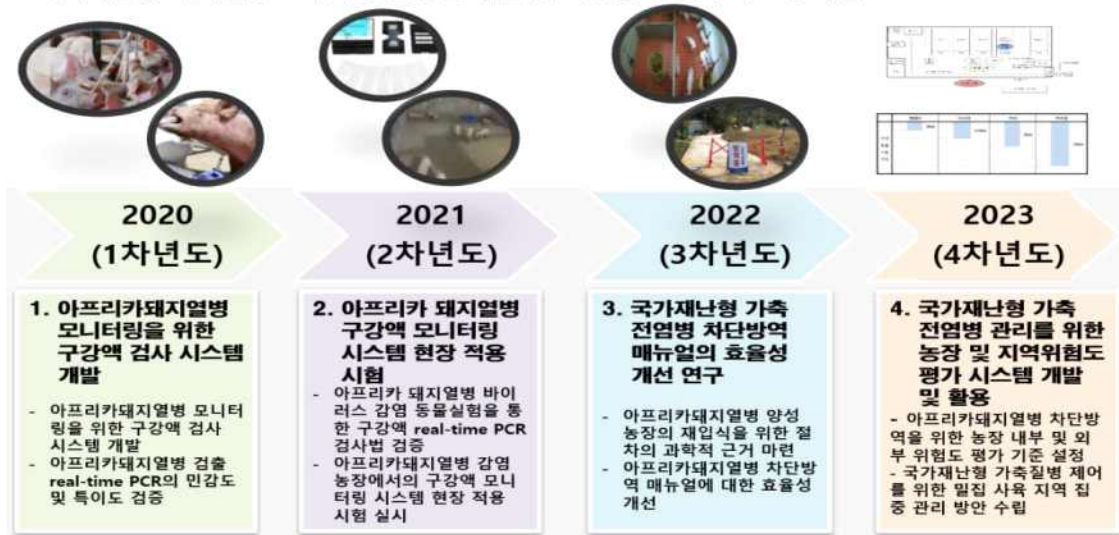 2020
(1차년도)
2021
(2차년도)
2022
(3차년도)
2023
(4차년도)
1. 아프리카돼지열병
모니터링을 위한
구강액 검사 시스템
개발
- 아프리카돼지열병 모니터
링을 위한 구강액 검사
시스템 개발
- 아프리카돼지열병 검출
real-time PCR의 민감도
및 특이도 검증
2. 아프리카 돼지열병
구강액 모니터링
시스템 현장 적용
시험
- 아프리카 돼지열병 바이
러스 감염 동물실험을 통
한 구강액 real-time PCR
검사법 검증
- 아프리카돼지열병 감염
농장에서의 구강액 모니
터링 시스템 현장 적용
시험 실시
3. 국가재난형 가축
전염병 차단방역
매뉴얼의 효율성
개선 연구
- 아프리카돼지열병 양성
농장의 재입식을 위한 절
차의 과학적 근거 마련
- 아프리카돼지열병 차단방
역 매뉴얼에 대한 효율성
개선
4. 국가재난형 가축
전염병 관리를 위한
농장 및 지역위험도
평가 시스템 개발
및 활용
- 아프리카돼지열병 차단방
역을 위한 농장 내부 및 외
부 위험도 평가 기준 설정
- 국가재난형 가축질병 제어
를 위한 밀집 사육 지역 집
중 관리 방안 수립